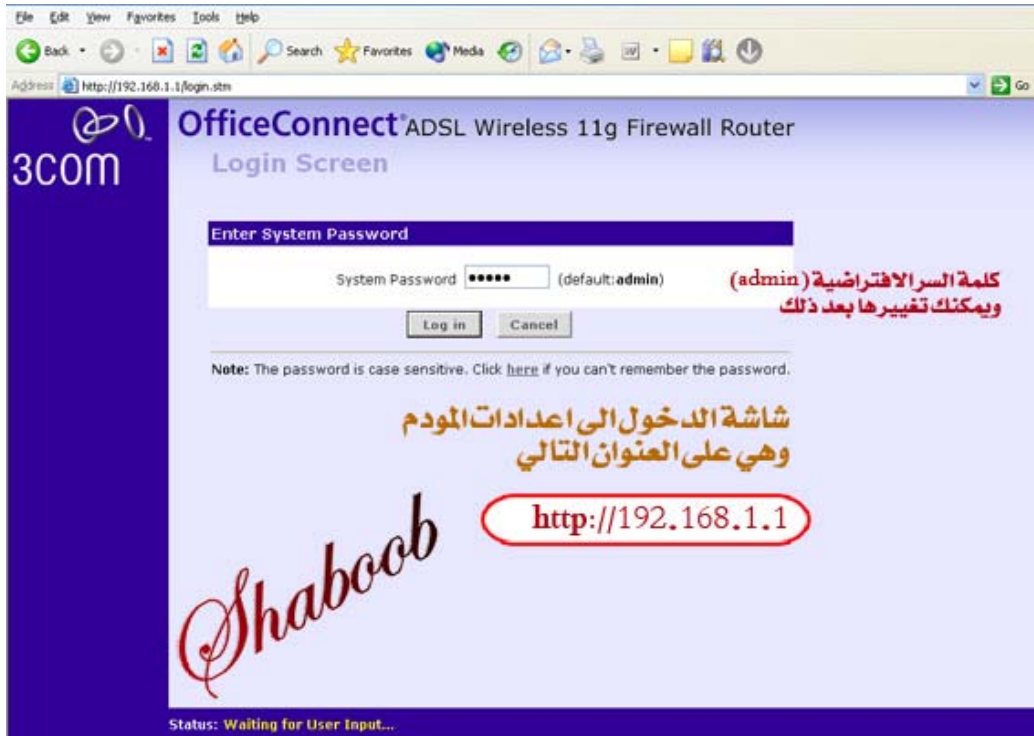 File Edit View Favorites Tools Help
Back Search Favorites Media
Address http://192.168.1.1/login.stm Go
3COM
OfficeConnect ADSL Wireless 11g Firewall Router
Login Screen
Enter System Password
System Password ••••• (default:admin)
كلمة السر الافتراضية (admin)
ويمكنك تغييرها بعد ذلك
Log in Cancel
Note: The password is case sensitive. Click here if you can't remember the password.
شاشة الدخول الى اعدادات المودم
وهي على العنوان التالي
http://192.168.1.1
Shaboob
Status: Waiting for User Input...